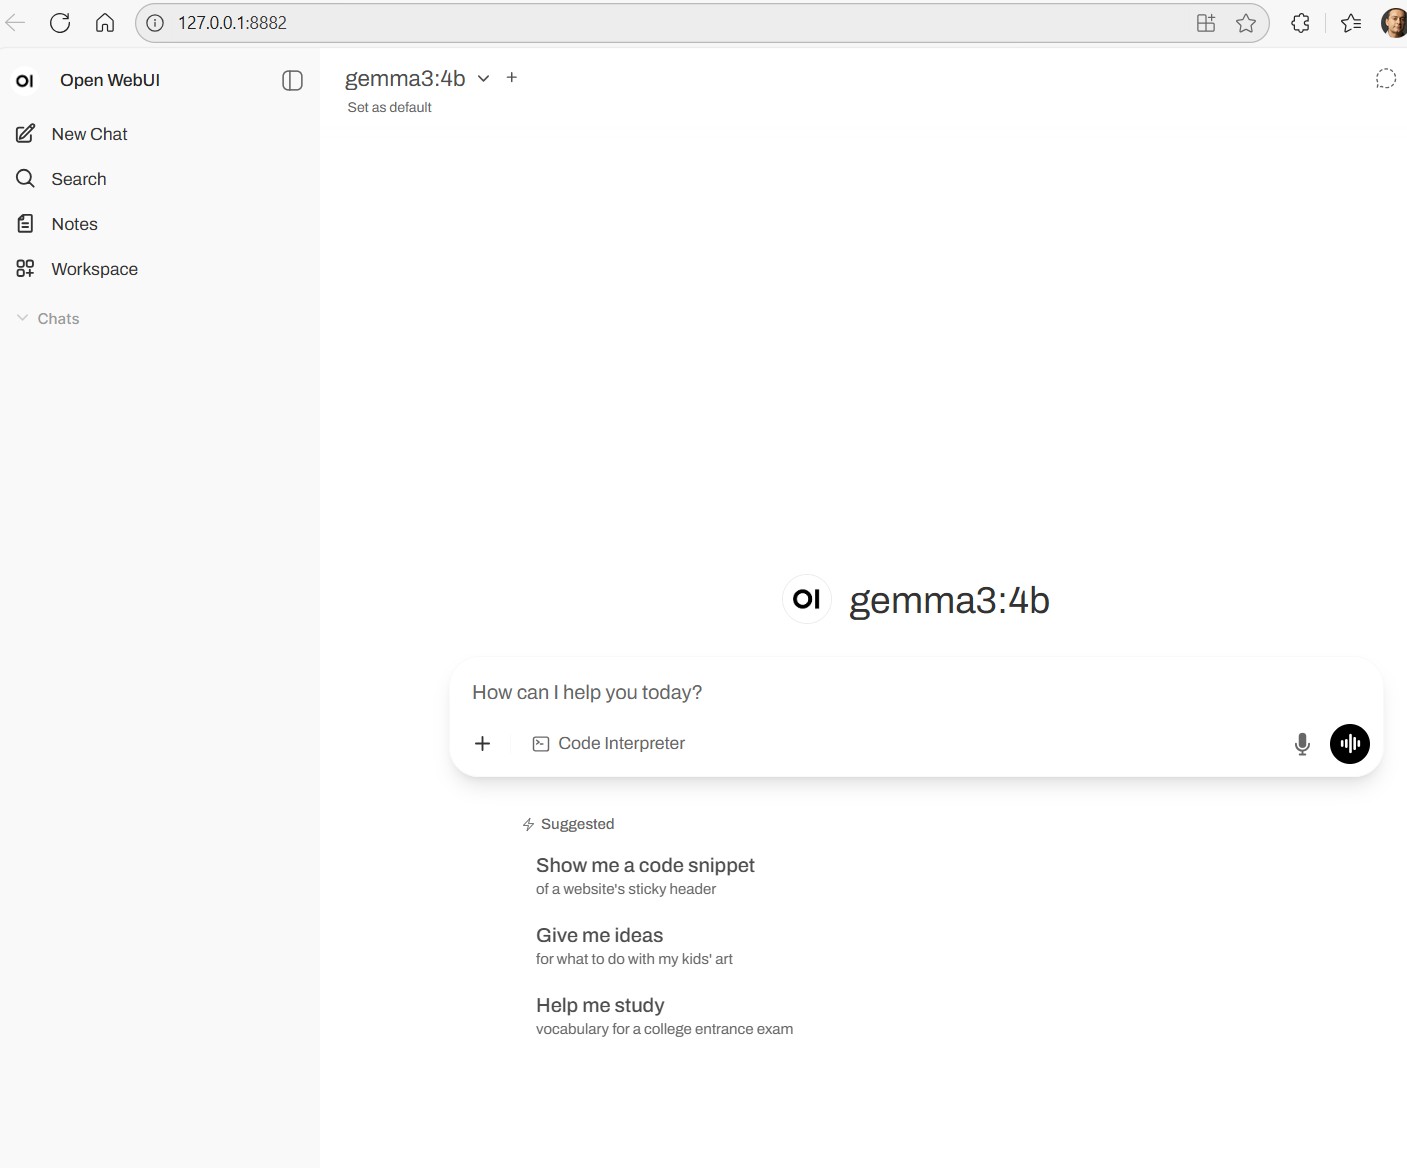 127.0.0.1:8882
OI Open WebUI
New Chat
Search
Notes
Workspace
Chats
gemma3:4b
Set as default
OI gemma3:4b
How can I help you today?
Code Interpreter
Suggested
Show me a code snippet
of a website's sticky header
Give me ideas
for what to do with my kids' art
Help me study
vocabulary for a college entrance exam